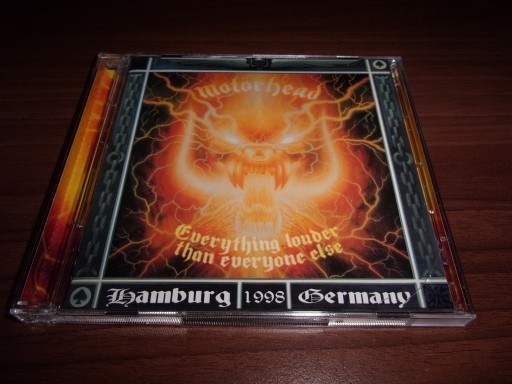 Motörhead
Everything louder
than everyone else
Hamburg 1998 Germany